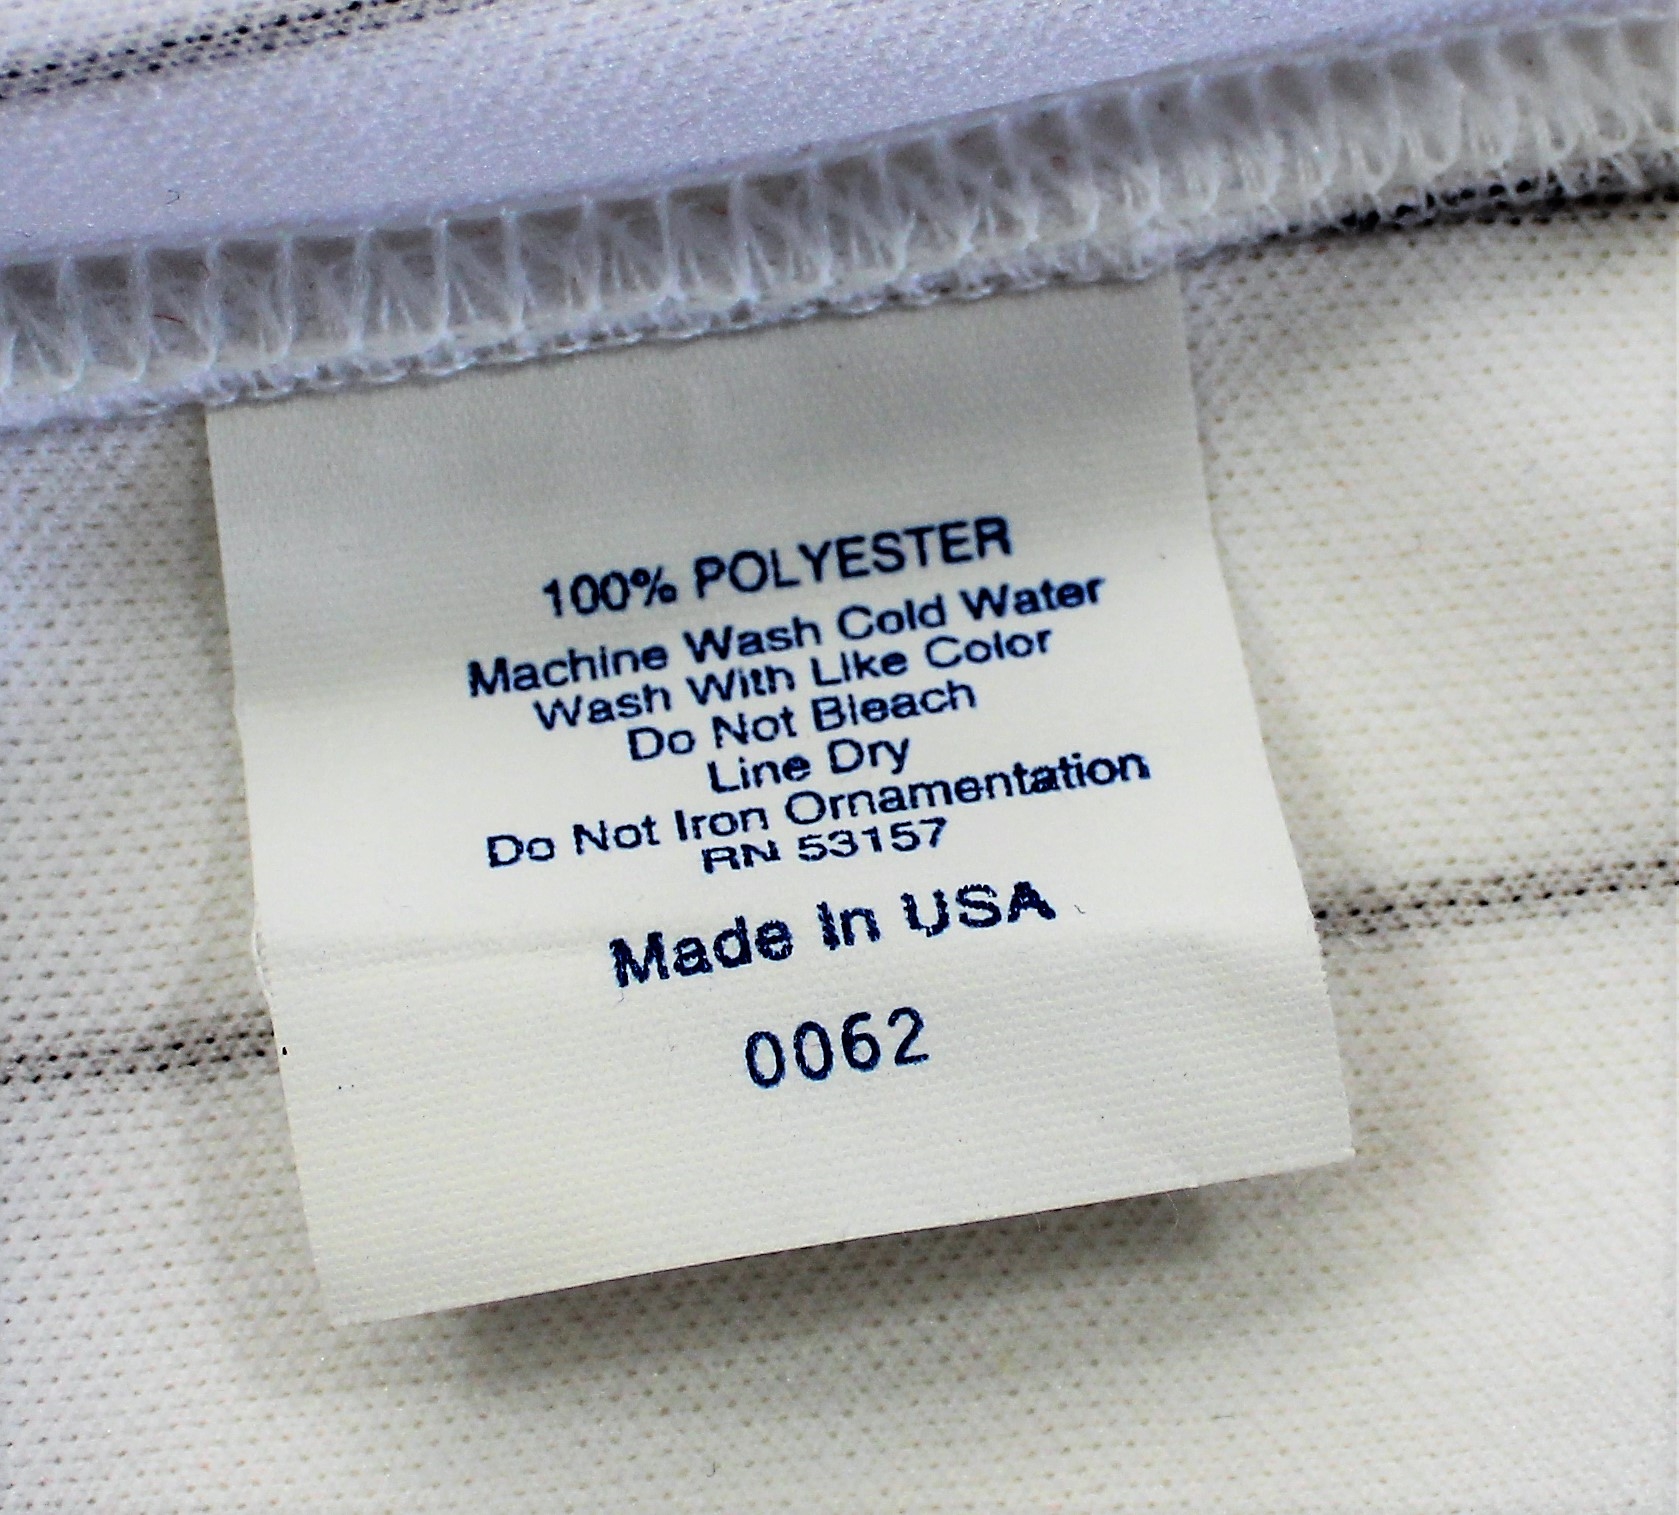 100% POLYESTER
Machine Wash Cold Water
Wash With Like Color
Do Not Bleach
Line Dry
Do Not Iron Ornamentation
RN 53157
Made In USA
0062